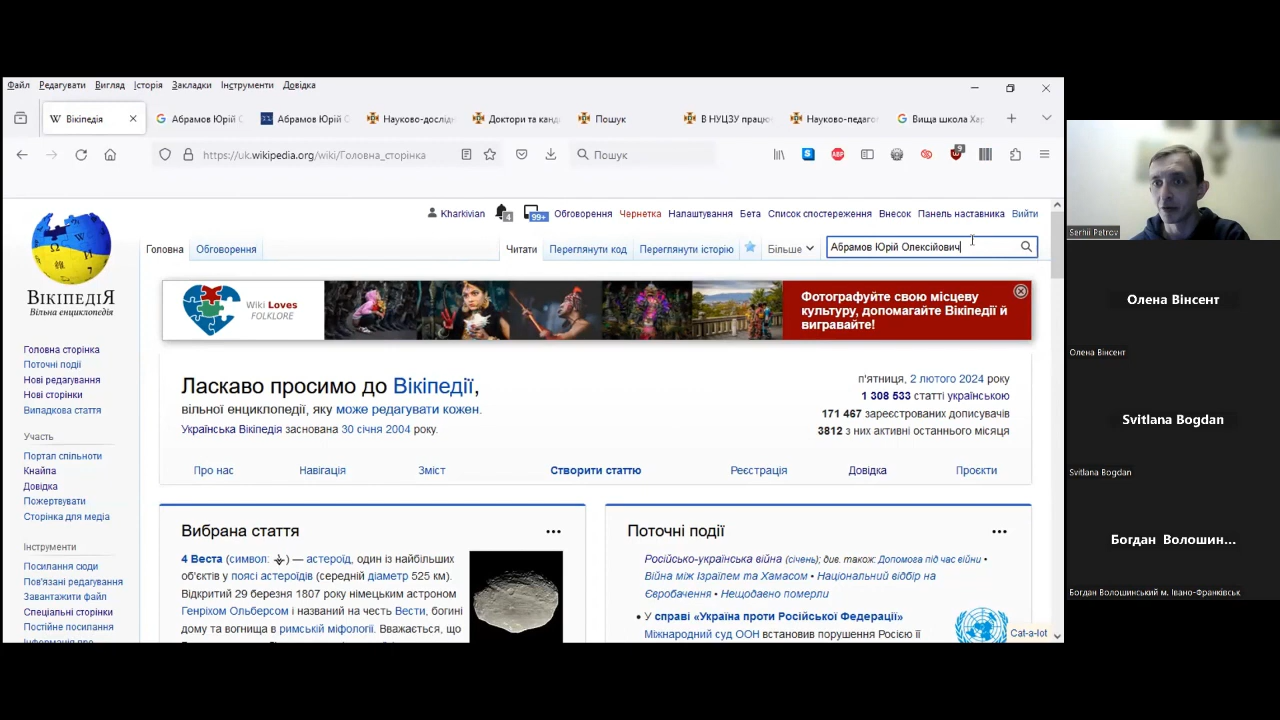 Файл Редагувати Вигляд Історія Закладки Інструменти Довідка
Вікіпедія Абрамов Юрій О Абрамов Юрій О Науково-дослід Доктори та канд Пошук В НУЦЗУ працю Науково-педаго Вища школа Хар
https://uk.wikipedia.org/wiki/Головна_сторінка Пошук
Kharkivian 4 99+ Обговорення Чернетка Налаштування Бета Список спостереження Внесок Панель наставника Вийти
Головна Обговорення Читати Переглянути код Переглянути історію Більше Абрамов Юрій Олексійович
ВІКІПЕДІЯ
Вільна енциклопедія
Wiki Loves
FOLKLORE
Фотографуйте свою місцеву
культуру, допомагайте Вікіпедії й
вигравайте!
Головна сторінка
Поточні події
Нові редагування
Нові сторінки
Випадкова стаття
Участь
Портал спільноти
Кнайпа
Довідка
Пожертвувати
Сторінка для медіа
Інструменти
Посилання сюди
Пов'язані редагування
Завантажити файл
Спеціальні сторінки
Постійне посилання
Ласкаво просимо до Вікіпедії,
вільної енциклопедії, яку може редагувати кожен.
Українська Вікіпедія заснована 30 січня 2004 року.
п'ятниця, 2 лютого 2024 року
1 308 533 статті українською
171 467 зареєстрованих дописувачів
3812 з них активні останнього місяця
Про нас Навігація Зміст Створити статтю Реєстрація Довідка Проєкти
Вибрана стаття
4 Веста (символ: ) — астероїд, один із найбільших
об'єктів у поясі астероїдів (середній діаметр 525 км).
Відкритий 29 березня 1807 року німецьким астроном
Генріхом Ольберсом і названий на честь Вести, богині
дому та вогнища в римській міфології. Вважається, що
Поточні події
Російсько-українська війна (січень); див. також: Допомога під час війни •
Війна між Ізраїлем та Хамасом • Національний відбір на
Євробачення • Нещодавно померли
• У справі «Україна проти Російської Федерації»
Міжнародний суд ООН встановив порушення Росією її
Cat-a-lot
Serhii Petrov
Олена Вінсент
Олена Вінсент
Svitlana Bogdan
Svitlana Bogdan
Богдан Волошин...
Богдан Волошинський м. Івано-Франківськ